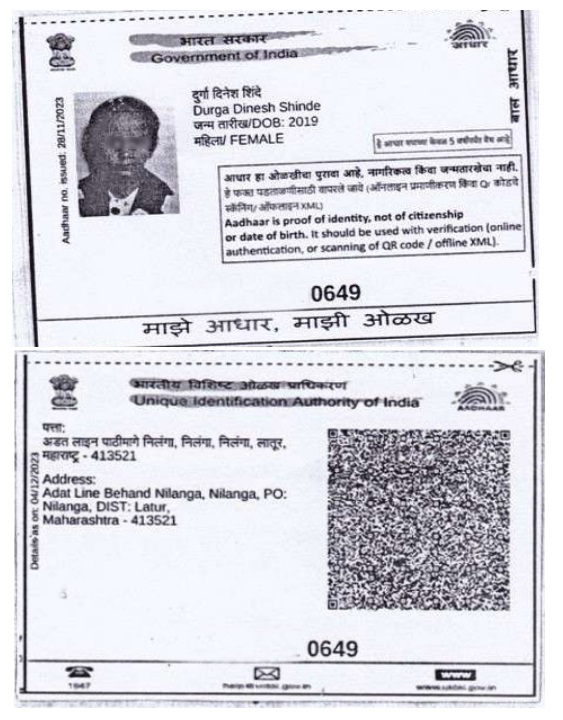 भारत सरकार
Government of India
आधार
Aadhaar no. issued: 28/11/2023
दुर्गा दिनेश शिंदे
Durga Dinesh Shinde
जन्म तारीख/DOB: 2019
महिला/ FEMALE
बाल आधार
हे आधार वयाच्या केवळ 5 वर्षांपर्यंत वैध आहे
आधार हा ओळखीचा पुरावा आहे, नागरिकत्व किंवा जन्मतारखेचा नाही.
हे फक्त पडताळणीसाठी वापरले जावे (ऑनलाइन प्रमाणीकरण किंवा QR कोडचे
स्कॅनिंग/ ऑफलाइन XML)
Aadhaar is proof of identity, not of citizenship
or date of birth. It should be used with verification (online
authentication, or scanning of QR code / offline XML).
0649
माझे आधार, माझी ओळख
भारतीय विशिष्ट ओळख प्राधिकरण
Unique Identification Authority of India
AADHAAR
Details as on: 04/12/2023
पत्ता:
अडत लाइन पाठीमागे निलंगा, निलंगा, निलंगा, लातूर,
महाराष्ट्र - 413521
Address:
Adat Line Behand Nilanga, Nilanga, PO:
Nilanga, DIST: Latur,
Maharashtra - 413521
0649
1947
help@uidai.gov.in
www
www.uidai.gov.in